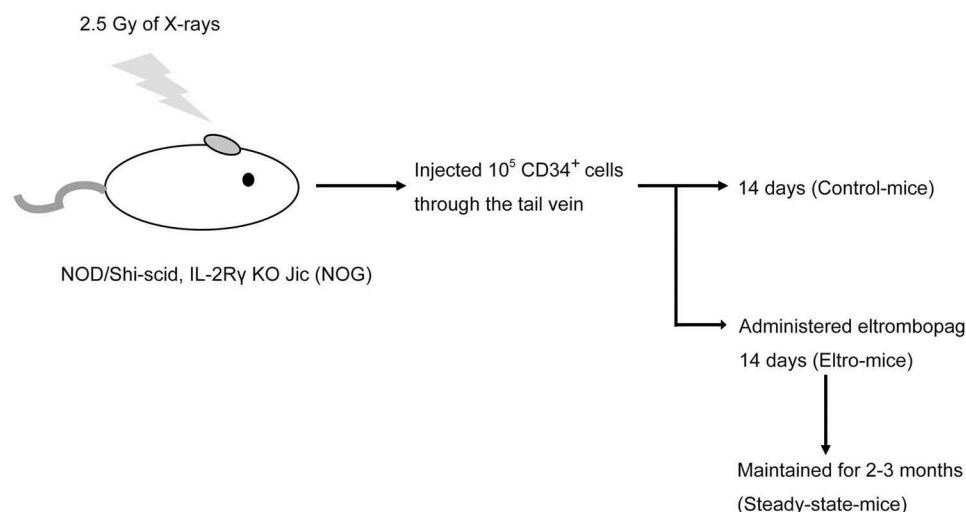 2.5 Gy of X-rays
Injected 10⁵ CD34⁺ cells
through the tail vein
14 days (Control-mice)
NOD/Shi-scid, IL-2Rγ KO Jic (NOG)
Administered eltrombopag
14 days (Eltro-mice)
Maintained for 2-3 months
(Steady-state-mice)